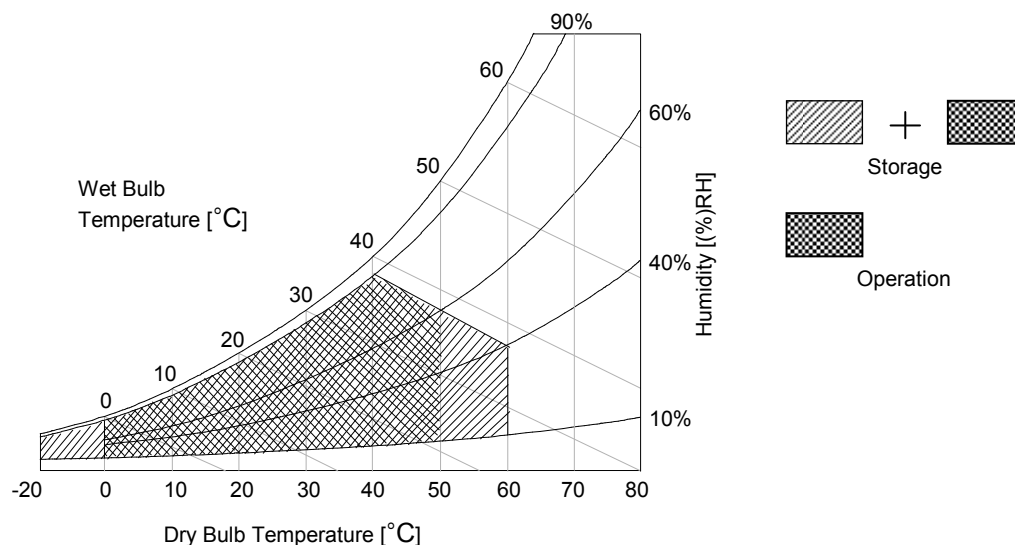 90%
60
60%
50
Wet Bulb
Temperature [°C]
Storage
40
Humidity [(%)RH]
40%
30
Operation
20
10
0
10%
-20 0 10 20 30 40 50 60 70 80
Dry Bulb Temperature [°C]